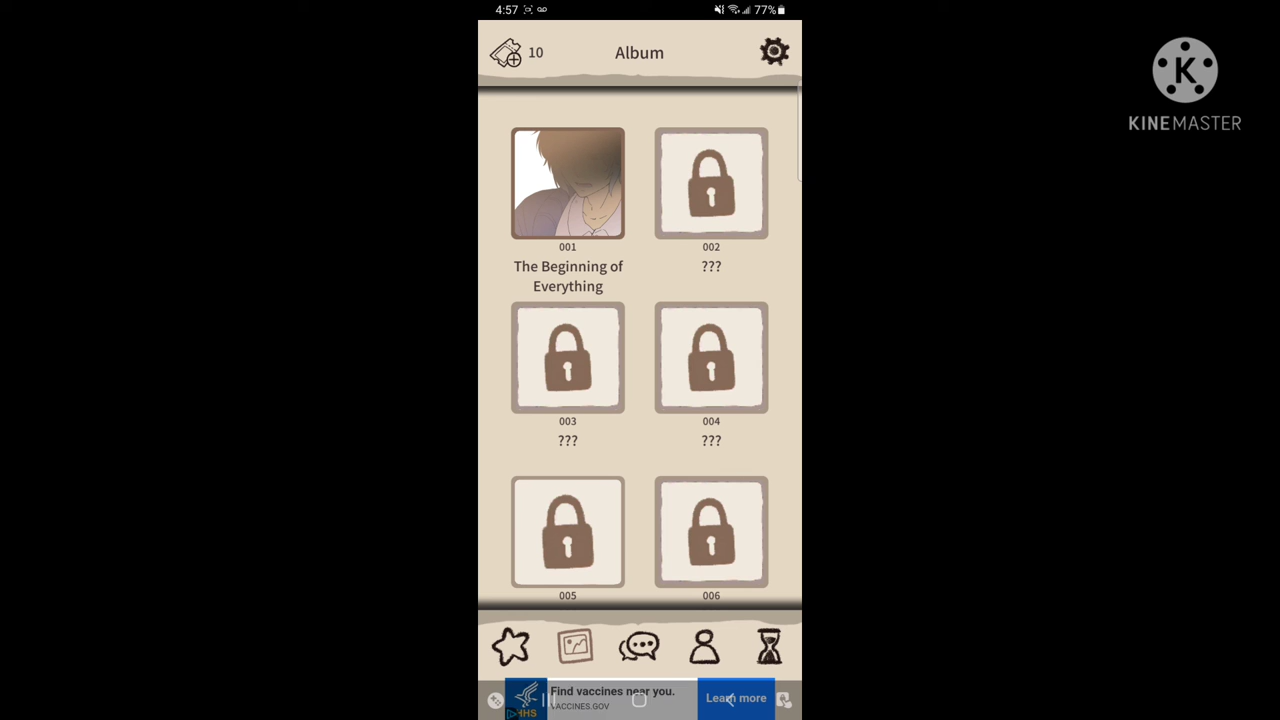 4:57
77%
10
Album
K
KINEMASTER
001
002
The Beginning of
Everything
???
003
004
???
???
005
006
Find vaccines near you.
VACCINES.GOV
Learn more
HHS